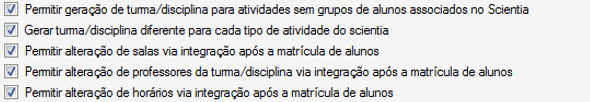 Permitir geração de turma/disciplina para atividades sem grupos de alunos associados no Scientia
Gerar turma/disciplina diferente para cada tipo de atividade do scientia
Permitir alteração de salas via integração após a matrícula de alunos
Permitir alteração de professores da turma/disciplina via integração após a matrícula de alunos
Permitir alteração de horários via integração após a matrícula de alunos